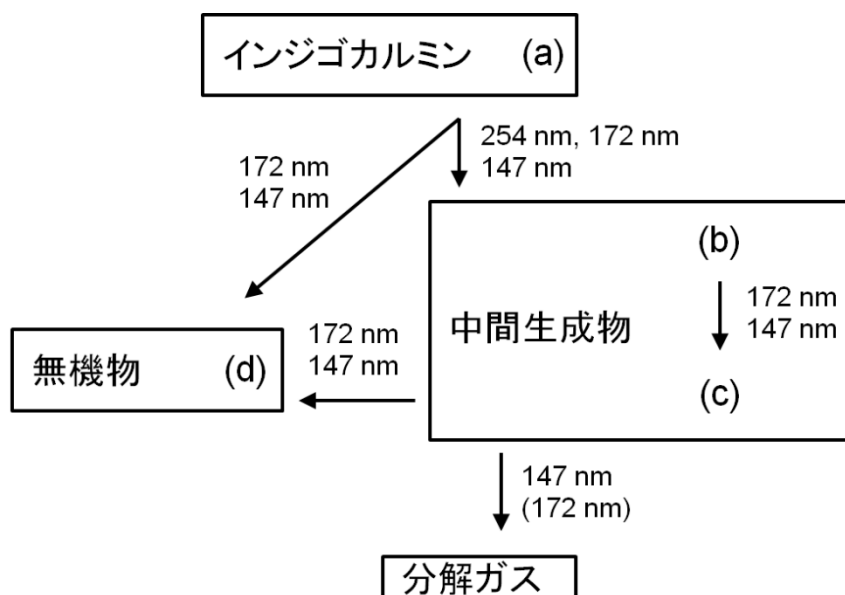 インジゴカルミン (a)
254 nm, 172 nm
147 nm
172 nm
147 nm
(b)
172 nm
147 nm
中間生成物
(c)
172 nm
147 nm
無機物 (d)
147 nm
(172 nm)
分解ガス